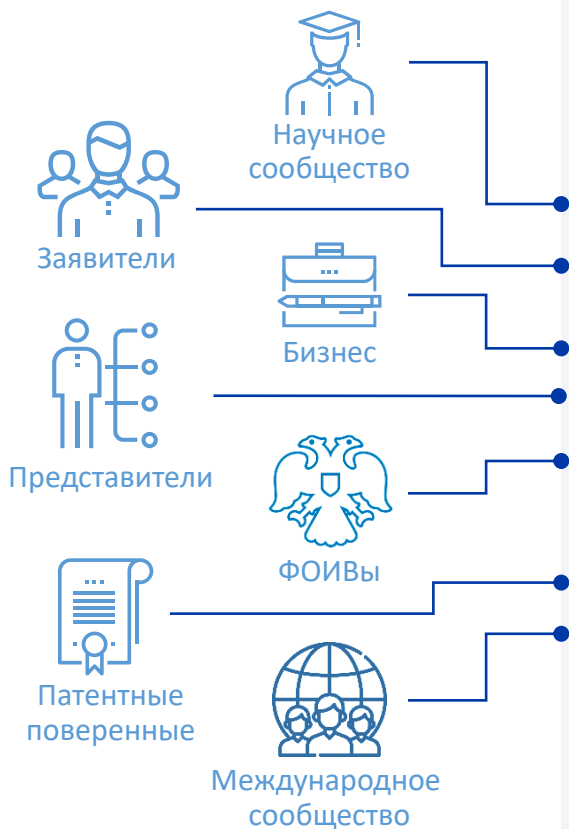 Научное
сообщество
Заявители
Бизнес
Представители
ФОИВы
Патентные
поверенные
Международное
сообщество